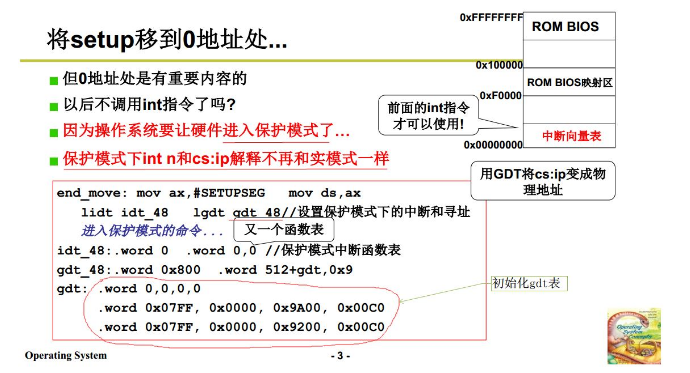 将setup移到0地址处...
但0地址处是有重要内容的
以后不调用int指令了吗?
因为操作系统要让硬件进入保护模式了...
保护模式下int n和cs:ip解释不再和实模式一样
0xFFFFFFFF
ROM BIOS
0x100000
ROM BIOS映射区
0xF0000
前面的int指令
才可以使用!
中断向量表
0x00000000
用GDT将cs:ip变成物
理地址
end_move: mov ax,#SETUPSEG mov ds,ax
lidt idt_48 lgdt gdt_48//设置保护模式下的中断和寻址
进入保护模式的命令... 又一个函数表
idt_48:.word 0 .word 0,0 //保护模式中断函数表
gdt_48:.word 0x800 .word 512+gdt,0x9
gdt: .word 0,0,0,0
.word 0x07FF, 0x0000, 0x9A00, 0x00C0
.word 0x07FF, 0x0000, 0x9200, 0x00C0
初始化gdt表
Operating System
- 3 -
Operating
System
Concepts